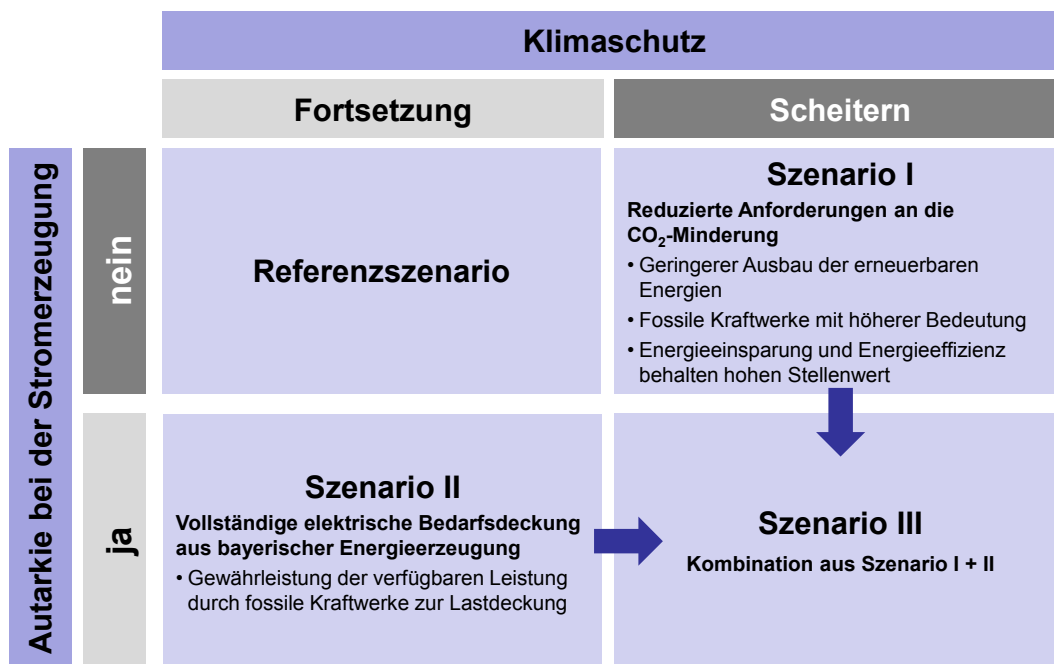 Klimaschutz
Fortsetzung
Scheitern
Autarkie bei der Stromerzeugung
nein
Referenzszenario
Szenario I
Reduzierte Anforderungen an die
CO₂-Minderung
• Geringerer Ausbau der erneuerbaren
Energien
• Fossile Kraftwerke mit höherer Bedeutung
• Energieeinsparung und Energieeffizienz
behalten hohen Stellenwert
ja
Szenario II
Vollständige elektrische Bedarfsdeckung
aus bayerischer Energieerzeugung
• Gewährleistung der verfügbaren Leistung
durch fossile Kraftwerke zur Lastdeckung
Szenario III
Kombination aus Szenario I + II